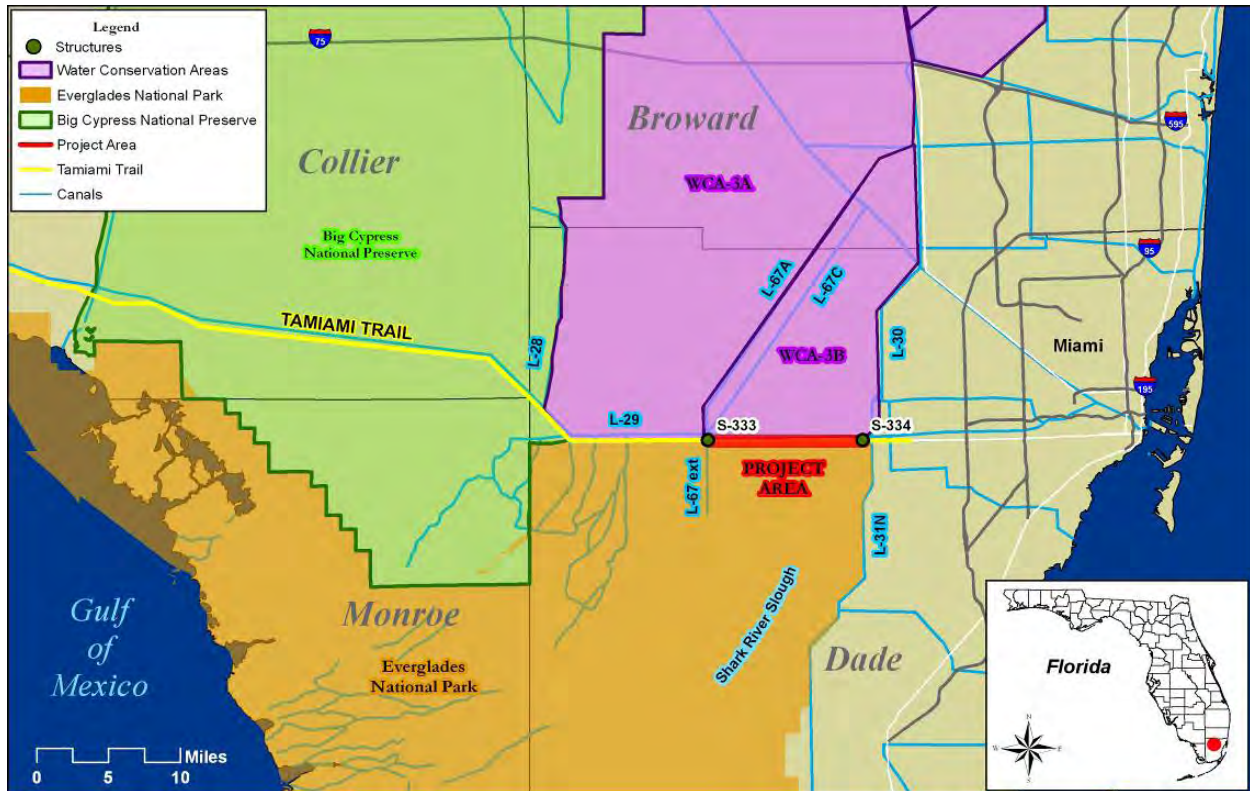 Legend
Structures
Water Conservation Areas
Everglades National Park
Big Cypress National Preserve
Project Area
Tamiami Trail
Canals
75
595
95
195
Collier
Broward
WCA-3A
Big Cypress
National Preserve
L-67A
L-67C
TAMIAMI TRAIL
L-28
L-30
Miami
WCA-3B
L-29
S-333
S-334
PROJECT
AREA
L-67 ext
L-31N
Shark River Slough
Gulf
of
Mexico
Monroe
Everglades
National Park
Dade
Florida
N
W
E
S
Miles
0 5 10